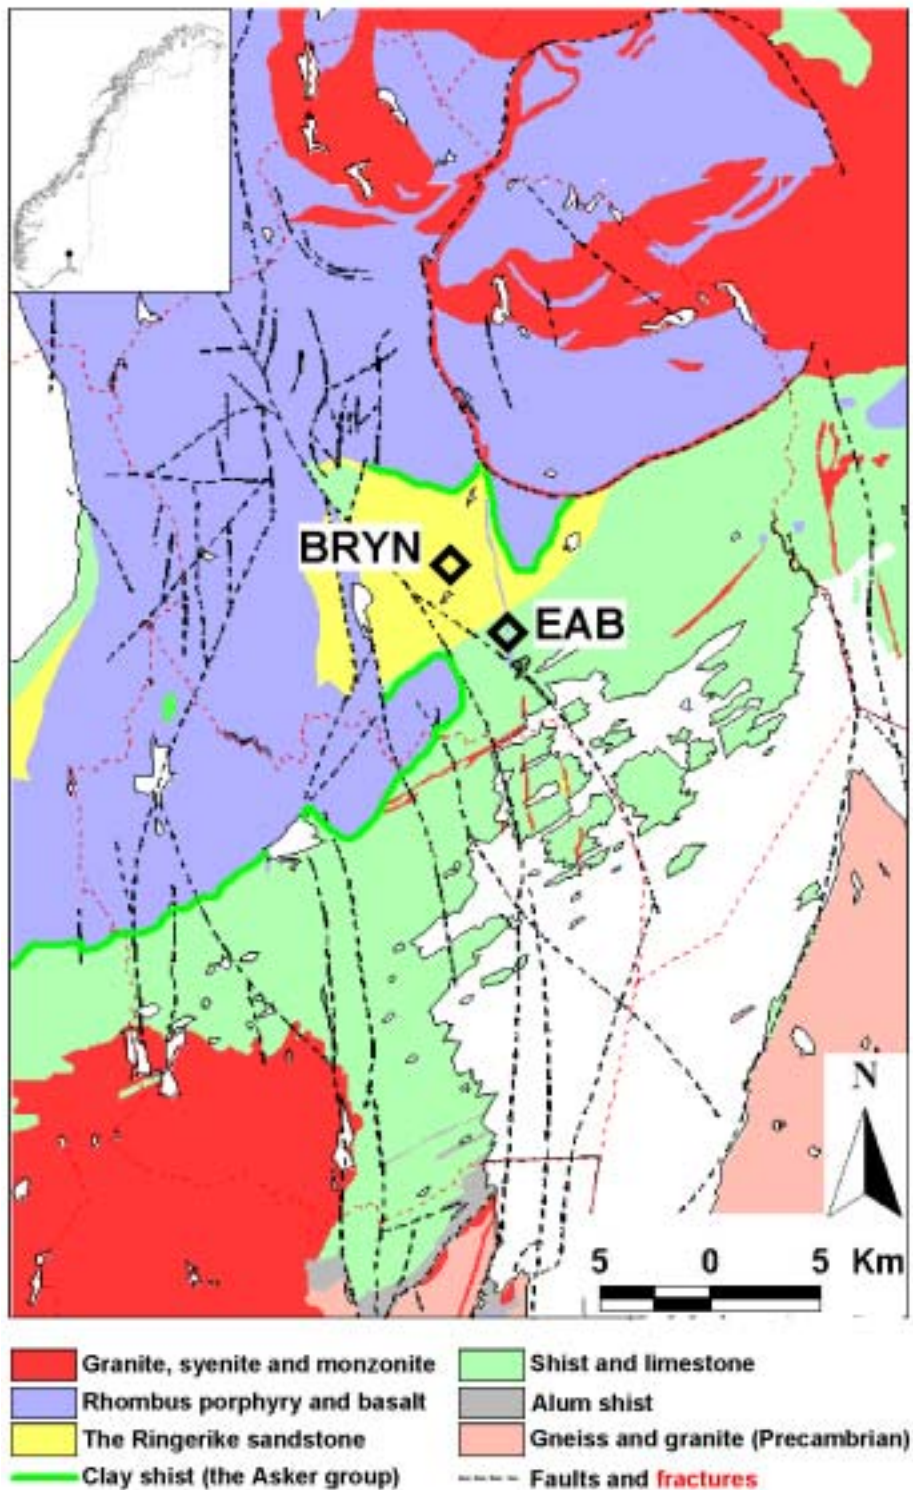 BRYN
EAB
N
5 0 5 Km
Granite, syenite and monzonite
Shist and limestone
Rhombus porphyry and basalt
Alum shist
The Ringerike sandstone
Gneiss and granite (Precambrian)
Clay shist (the Asker group)
Faults and fractures